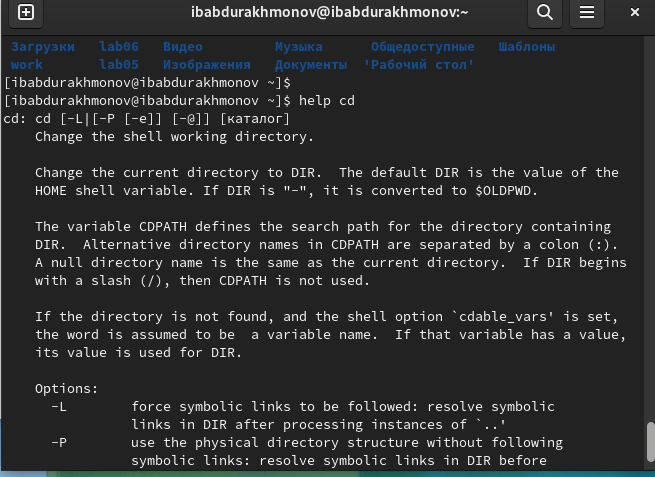 ibabdurakhmonov@ibabdurakhmonov:~
Загрузки lab06 Видео Музыка Общедоступные Шаблоны
work lab05 Изображения Документы 'Рабочий стол'
[ibabdurakhmonov@ibabdurakhmonov ~]$
[ibabdurakhmonov@ibabdurakhmonov ~]$ help cd
cd: cd [-L|[-P [-e]] [-@]] [каталог]
Change the shell working directory.
Change the current directory to DIR. The default DIR is the value of the
HOME shell variable. If DIR is "-", it is converted to $OLDPWD.
The variable CDPATH defines the search path for the directory containing
DIR. Alternative directory names in CDPATH are separated by a colon (:).
A null directory name is the same as the current directory. If DIR begins
with a slash (/), then CDPATH is not used.
If the directory is not found, and the shell option `cdable_vars' is set,
the word is assumed to be a variable name. If that variable has a value,
its value is used for DIR.
Options:
-L force symbolic links to be followed: resolve symbolic
links in DIR after processing instances of `..'
-P use the physical directory structure without following
symbolic links: resolve symbolic links in DIR before